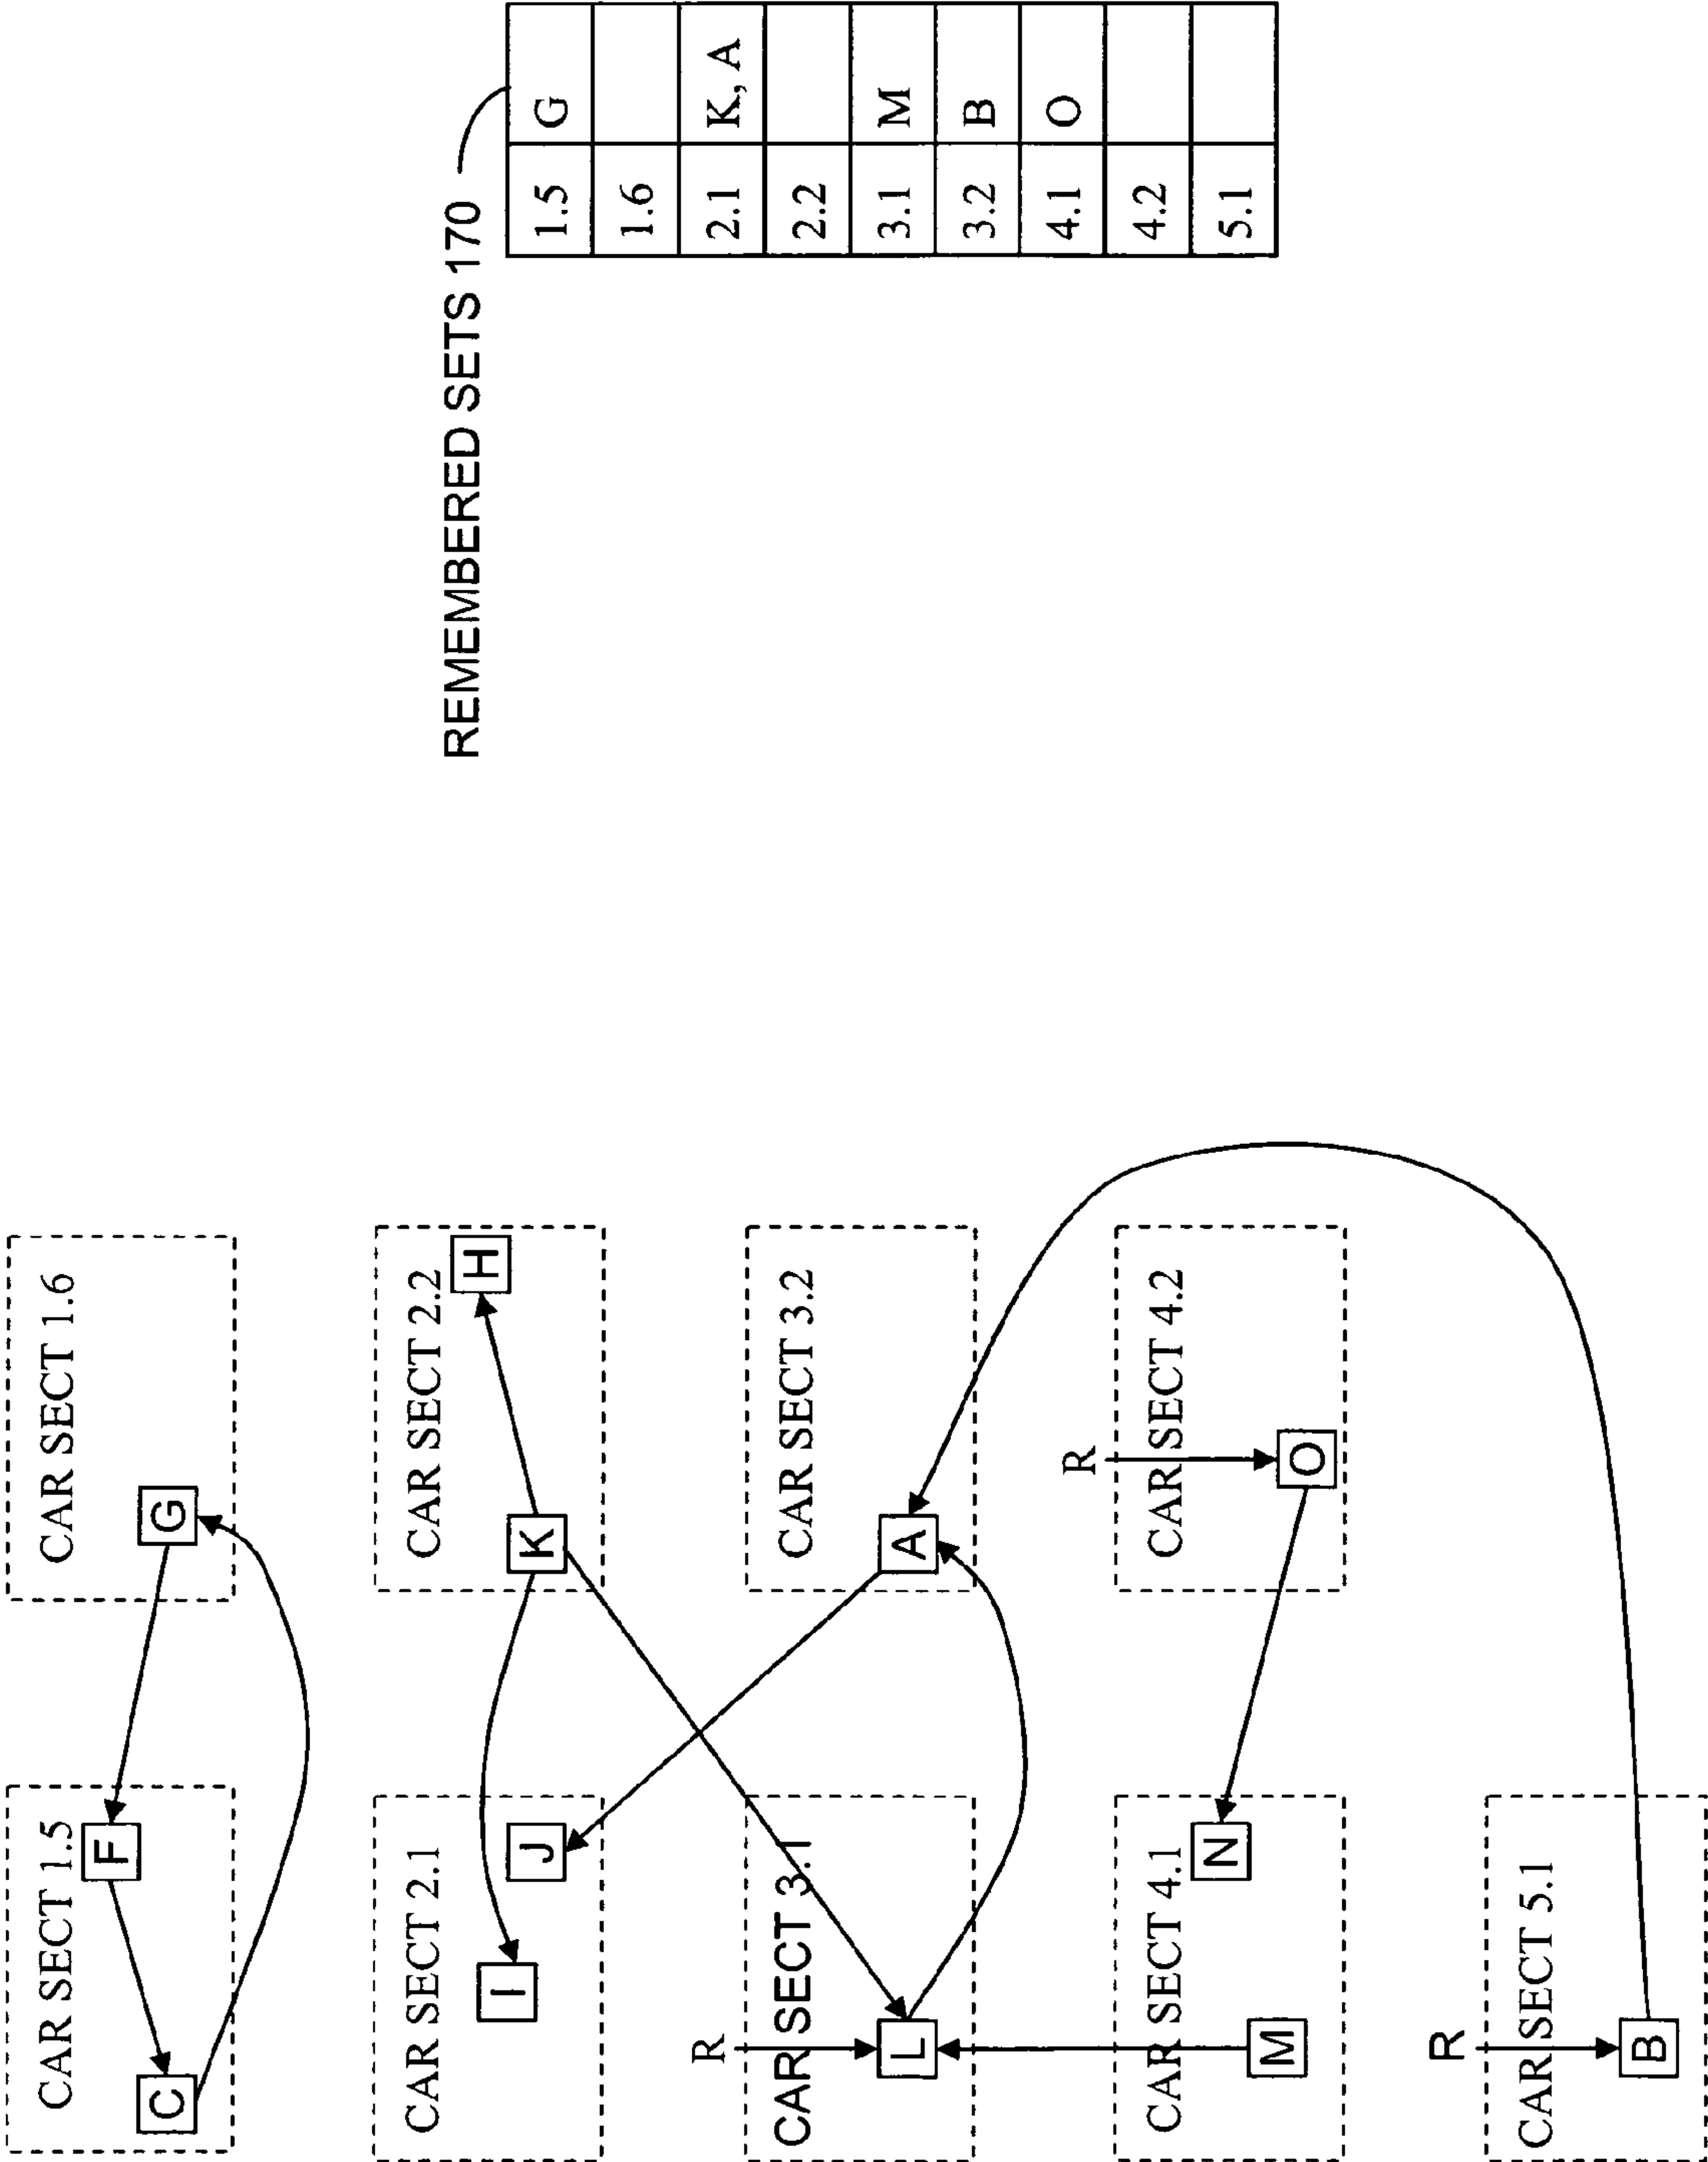 CAR SECT 1.5
F
C
CAR SECT 1.6
G
CAR SECT 2.1
I
J
CAR SECT 2.2
K
H
R
CAR SECT 3.1
L
CAR SECT 3.2
A
CAR SECT 4.1
M
N
R
CAR SECT 4.2
O
R
CAR SECT 5.1
B
REMEMBERED SETS 170
1.5 G
1.6
2.1 K, A
2.2
3.1 M
3.2 B
4.1 O
4.2
5.1